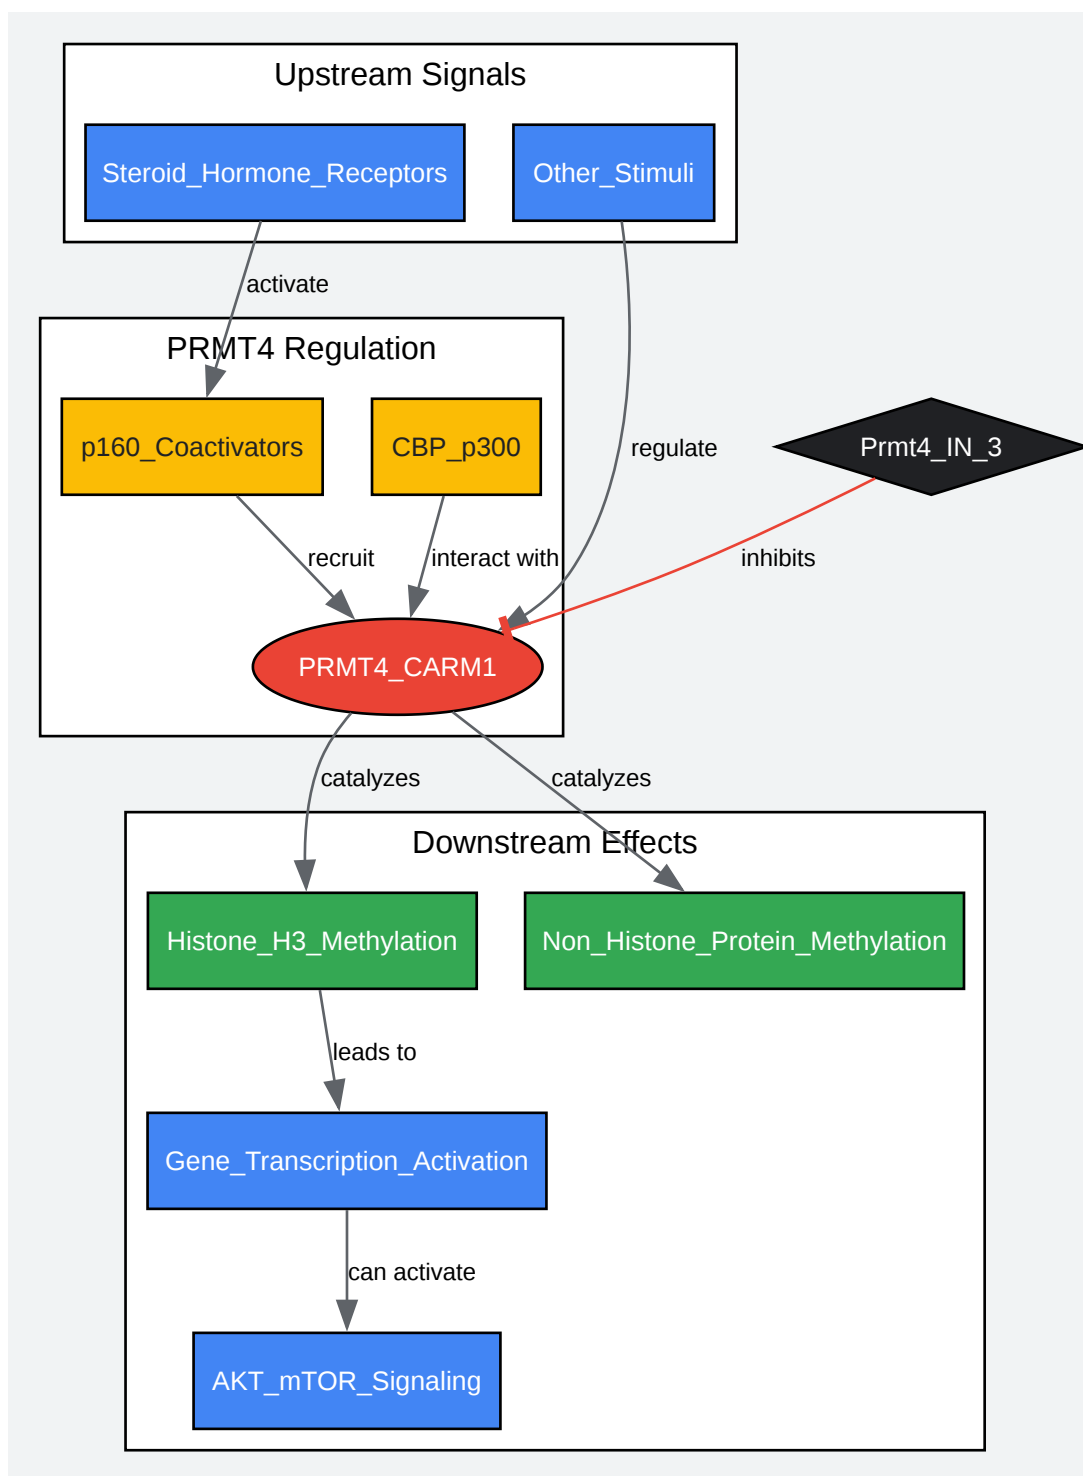 Upstream Signals
Steroid_Hormone_Receptors
Other_Stimuli
activate
PRMT4 Regulation
p160_Coactivators
CBP_p300
regulate
Prmt4_IN_3
recruit
interact with
inhibits
PRMT4_CARM1
catalyzes
catalyzes
Downstream Effects
Histone_H3_Methylation
Non_Histone_Protein_Methylation
leads to
Gene_Transcription_Activation
can activate
AKT_mTOR_Signaling